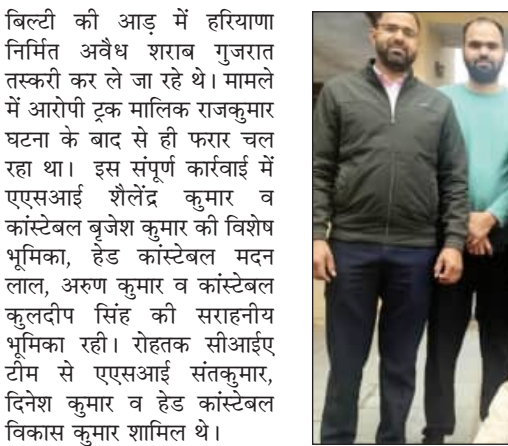 बिल्टी की आड़ में हरियाणा
निर्मित अवैध शराब गुजरात
तस्करी कर ले जा रहे थे। मामले
में आरोपी ट्रक मालिक राजकुमार
घटना के बाद से ही फरार चल
रहा था। इस संपूर्ण कार्रवाई में
एएसआई शैलेंद्र कुमार व
कांस्टेबल बृजेश कुमार की विशेष
भूमिका, हेड कांस्टेबल मदन
लाल, अरुण कुमार व कांस्टेबल
कुलदीप सिंह की सराहनीय
भूमिका रही। रोहतक सीआईए
टीम से एएसआई संतकुमार,
दिनेश कुमार व हेड कांस्टेबल
विकास कुमार शामिल थे।